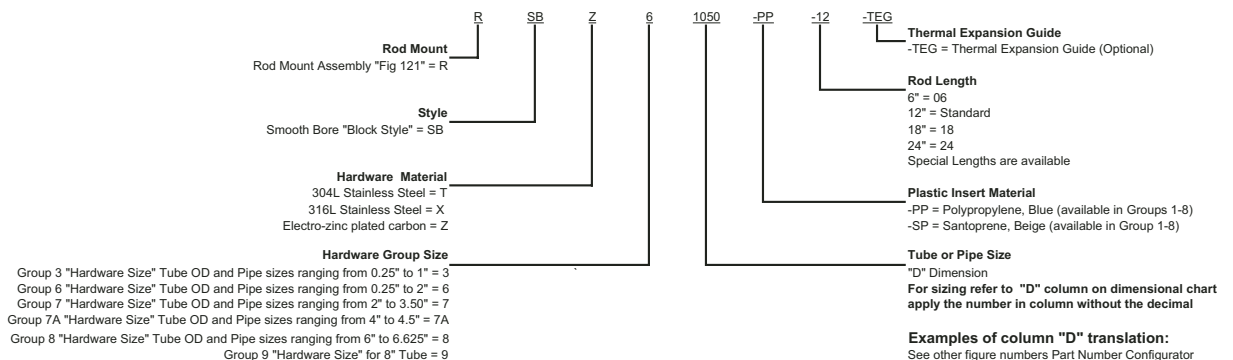 R SB Z 6 1050 -PP -12 -TEG
Rod Mount
Rod Mount Assembly "Fig 121" = R
Style
Smooth Bore "Block Style" = SB
Hardware Material
304L Stainless Steel = T
316L Stainless Steel = X
Electro-zinc plated carbon = Z
Hardware Group Size
Group 3 "Hardware Size" Tube OD and Pipe sizes ranging from 0.25" to 1" = 3
Group 6 "Hardware Size" Tube OD and Pipe sizes ranging from 0.25" to 2" = 6
Group 7 "Hardware Size" Tube OD and Pipe sizes ranging from 2" to 3.50" = 7
Group 7A "Hardware Size" Tube OD and Pipe sizes ranging from 4" to 4.5" = 7A
Group 8 "Hardware Size" Tube OD and Pipe sizes ranging from 6" to 6.625" = 8
Group 9 "Hardware Size" for 8" Tube = 9
Thermal Expansion Guide
-TEG = Thermal Expansion Guide (Optional)
Rod Length
6" = 06
12" = Standard
18" = 18
24" = 24
Special Lengths are available
Plastic Insert Material
-PP = Polypropylene, Blue (available in Groups 1-8)
-SP = Santoprene, Beige (available in Group 1-8)
Tube or Pipe Size
"D" Dimension
For sizing refer to "D" column on dimensional chart
apply the number in column without the decimal
Examples of column "D" translation:
See other figure numbers Part Number Configurator